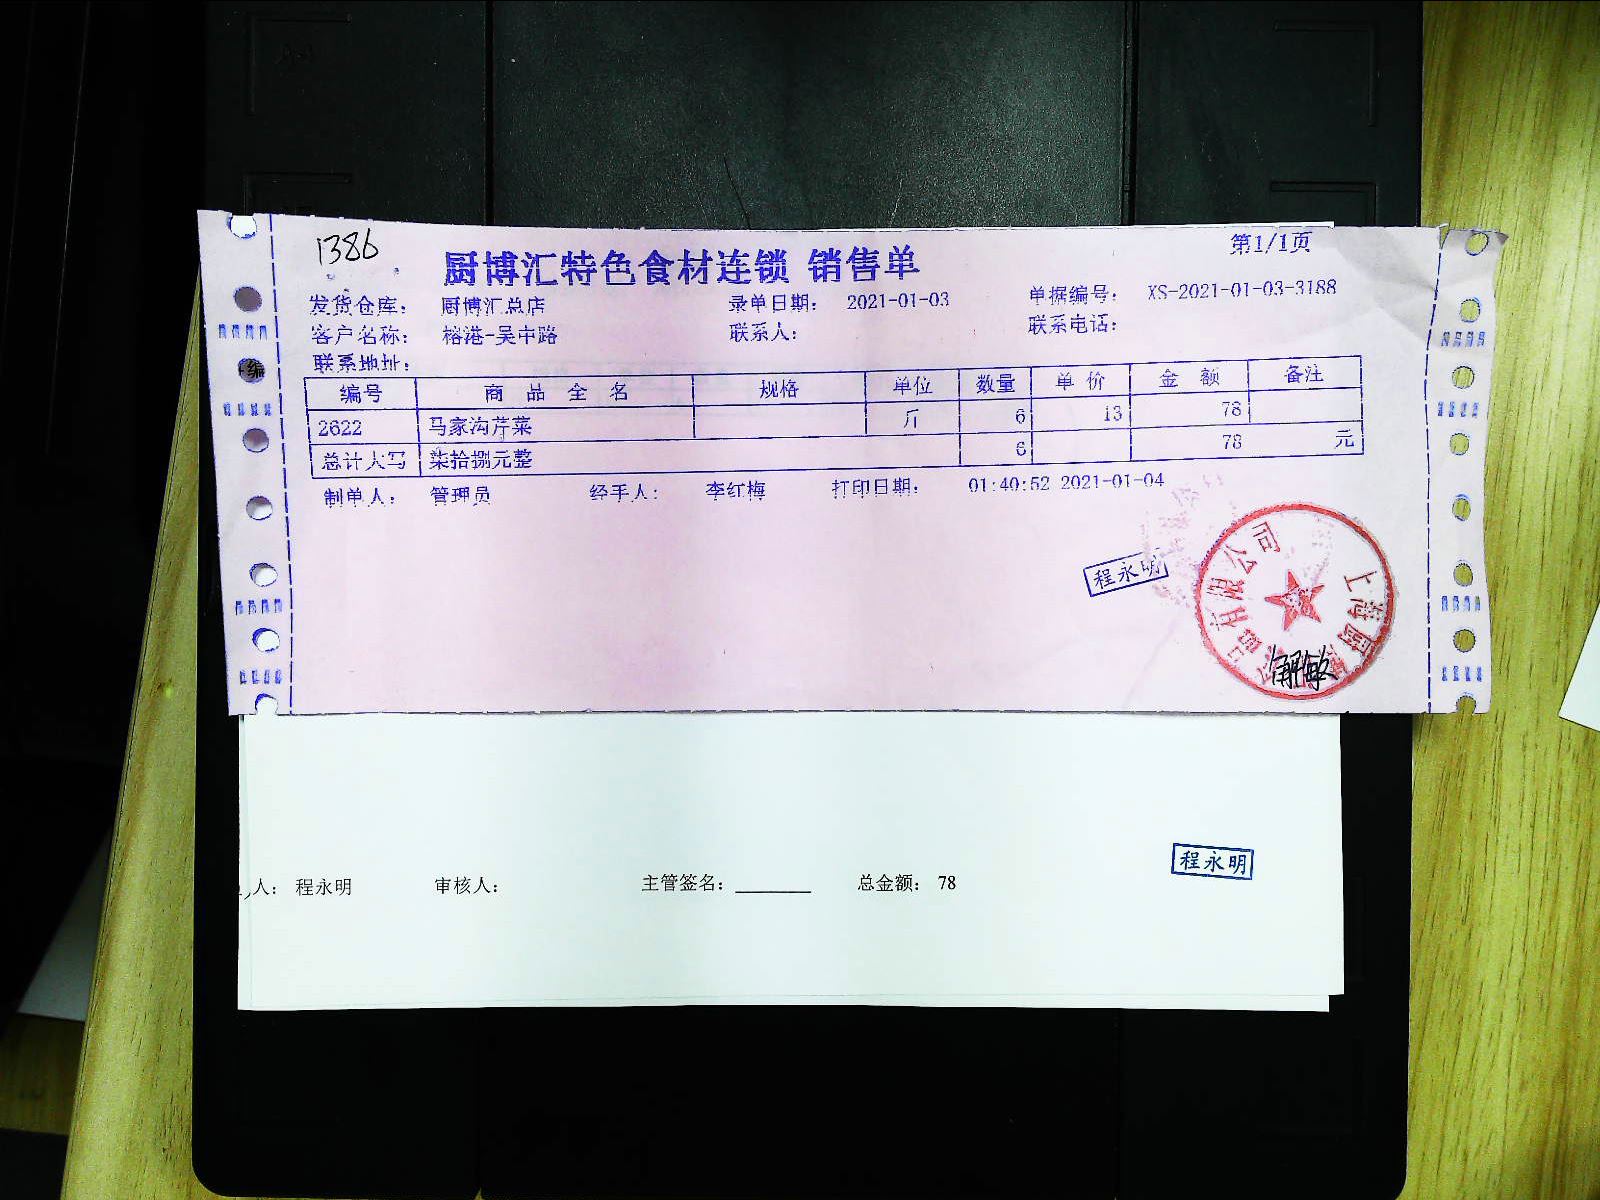 1386
厨博汇特色食材连锁 销售单
第1/1页
发货仓库： 厨博汇总店 录单日期： 2021-01-03 单据编号： XS-2021-01-03-3188
客户名称： 榕港-吴中路 联系人： 联系电话：
联系地址：
编号 商品全名 规格 单位 数量 单价 金额 备注
2622 马家沟芹菜 斤 6 13 78
总计大写 柒拾捌元整 6 78 元
制单人： 管理员 经手人： 李红梅 打印日期： 01:40:52 2021-01-04
程永明
上海 有限公司
程永明
人： 程永明 审核人： 主管签名：________ 总金额： 78